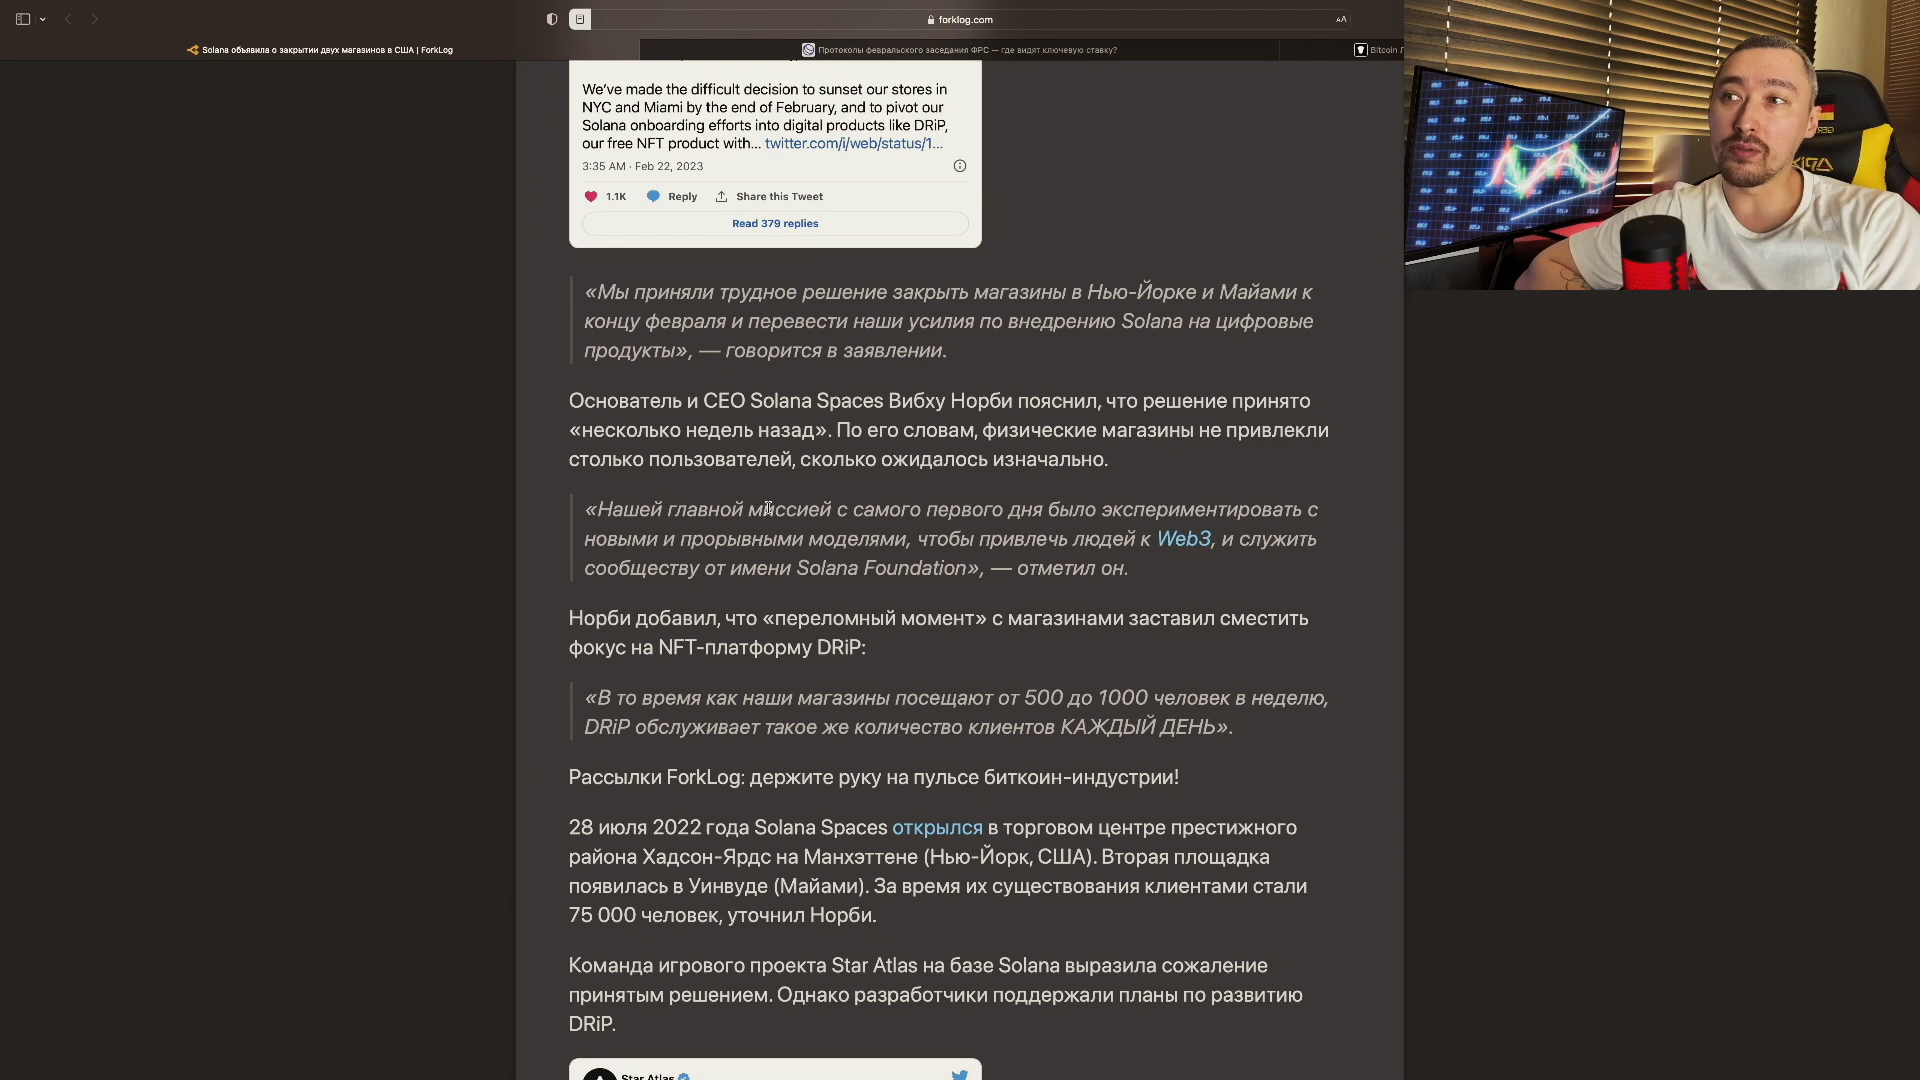 forklog.com
AA
Solana объявила о закрытии двух магазинов в США | ForkLog
Протоколы февральского заседания ФРС — где видят ключевую ставку?
Bitcoin
We've made the difficult decision to sunset our stores in
NYC and Miami by the end of February, and to pivot our
Solana onboarding efforts into digital products like DRiP,
our free NFT product with... twitter.com/i/web/status/1...
3:35 AM · Feb 22, 2023
1.1K Reply Share this Tweet
Read 379 replies
«Мы приняли трудное решение закрыть магазины в Нью-Йорке и Майами к
концу февраля и перевести наши усилия по внедрению Solana на цифровые
продукты», — говорится в заявлении.
Основатель и CEO Solana Spaces Вибху Норби пояснил, что решение принято
«несколько недель назад». По его словам, физические магазины не привлекли
столько пользователей, сколько ожидалось изначально.
«Нашей главной миссией с самого первого дня было экспериментировать с
новыми и прорывными моделями, чтобы привлечь людей к Web3, и служить
сообществу от имени Solana Foundation», — отметил он.
Норби добавил, что «переломный момент» с магазинами заставил сместить
фокус на NFT-платформу DRiP:
«В то время как наши магазины посещают от 500 до 1000 человек в неделю,
DRiP обслуживает такое же количество клиентов КАЖДЫЙ ДЕНЬ».
Рассылки ForkLog: держите руку на пульсе биткоин-индустрии!
28 июля 2022 года Solana Spaces открылся в торговом центре престижного
района Хадсон-Ярдс на Манхэттене (Нью-Йорк, США). Вторая площадка
появилась в Уинвуде (Майами). За время их существования клиентами стали
75 000 человек, уточнил Норби.
Команда игрового проекта Star Atlas на базе Solana выразила сожаление
принятым решением. Однако разработчики поддержали планы по развитию
DRiP.
Star Atlas